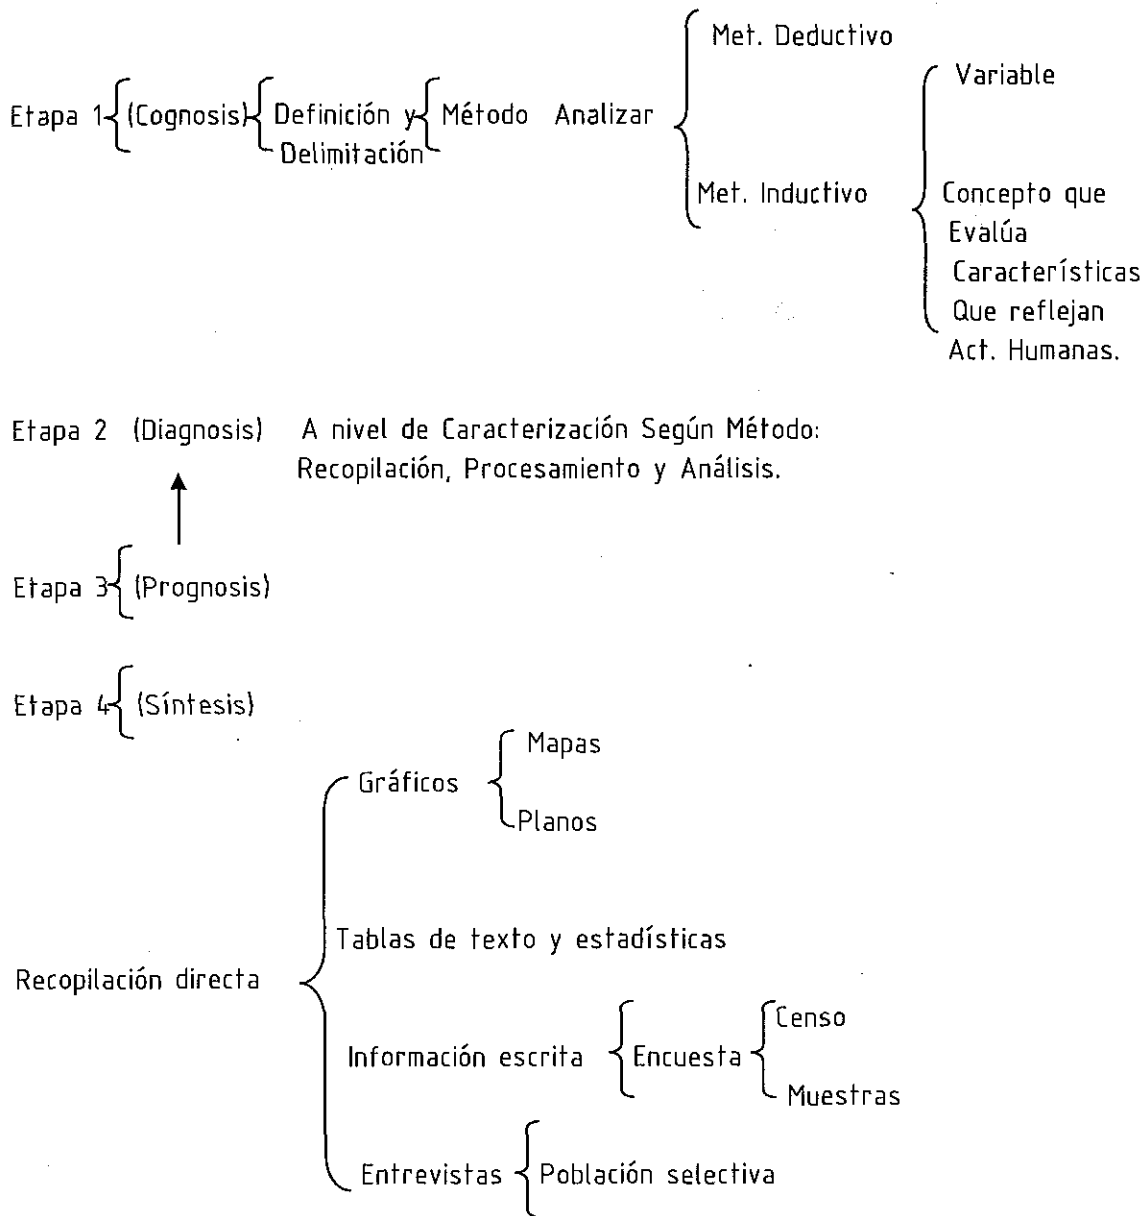 Etapa 1 (Cognosis) Definición y Método Analizar
Delimitación
Met. Deductivo
Met. Inductivo
Variable
Concepto que
Evalúa
Características
Que reflejan
Act. Humanas.
Etapa 2 (Diagnosis) A nivel de Caracterización Según Método:
Recopilación, Procesamiento y Análisis.
Etapa 3 (Prognosis)
Etapa 4 (Síntesis)
Recopilación directa
Gráficos
Mapas
Planos
Tablas de texto y estadísticas
Información escrita Encuesta
Censo
Muestras
Entrevistas Población selectiva